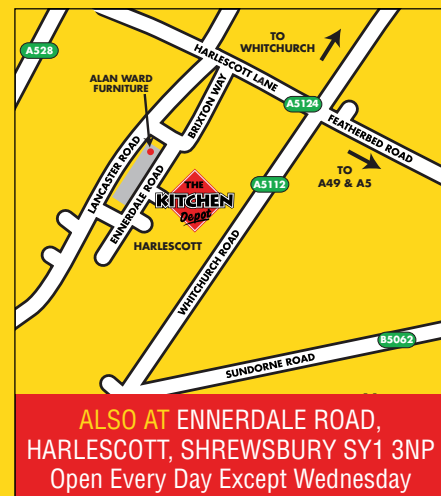 TO
WHITCHURCH
A528
HARLESCOTT LANE
ALAN WARD
FURNITURE
BRIXTON WAY
A5124
FEATHERBED ROAD
LANCASTER ROAD
TO
A49 & A5
ENNERDALE ROAD
A5112
THE
KITCHEN
Depot
HARLESCOTT
WHITCHURCH ROAD
B5062
SUNDORNE ROAD
ALSO AT ENNERDALE ROAD,
HARLESCOTT, SHREWSBURY SY1 3NP
Open Every Day Except Wednesday